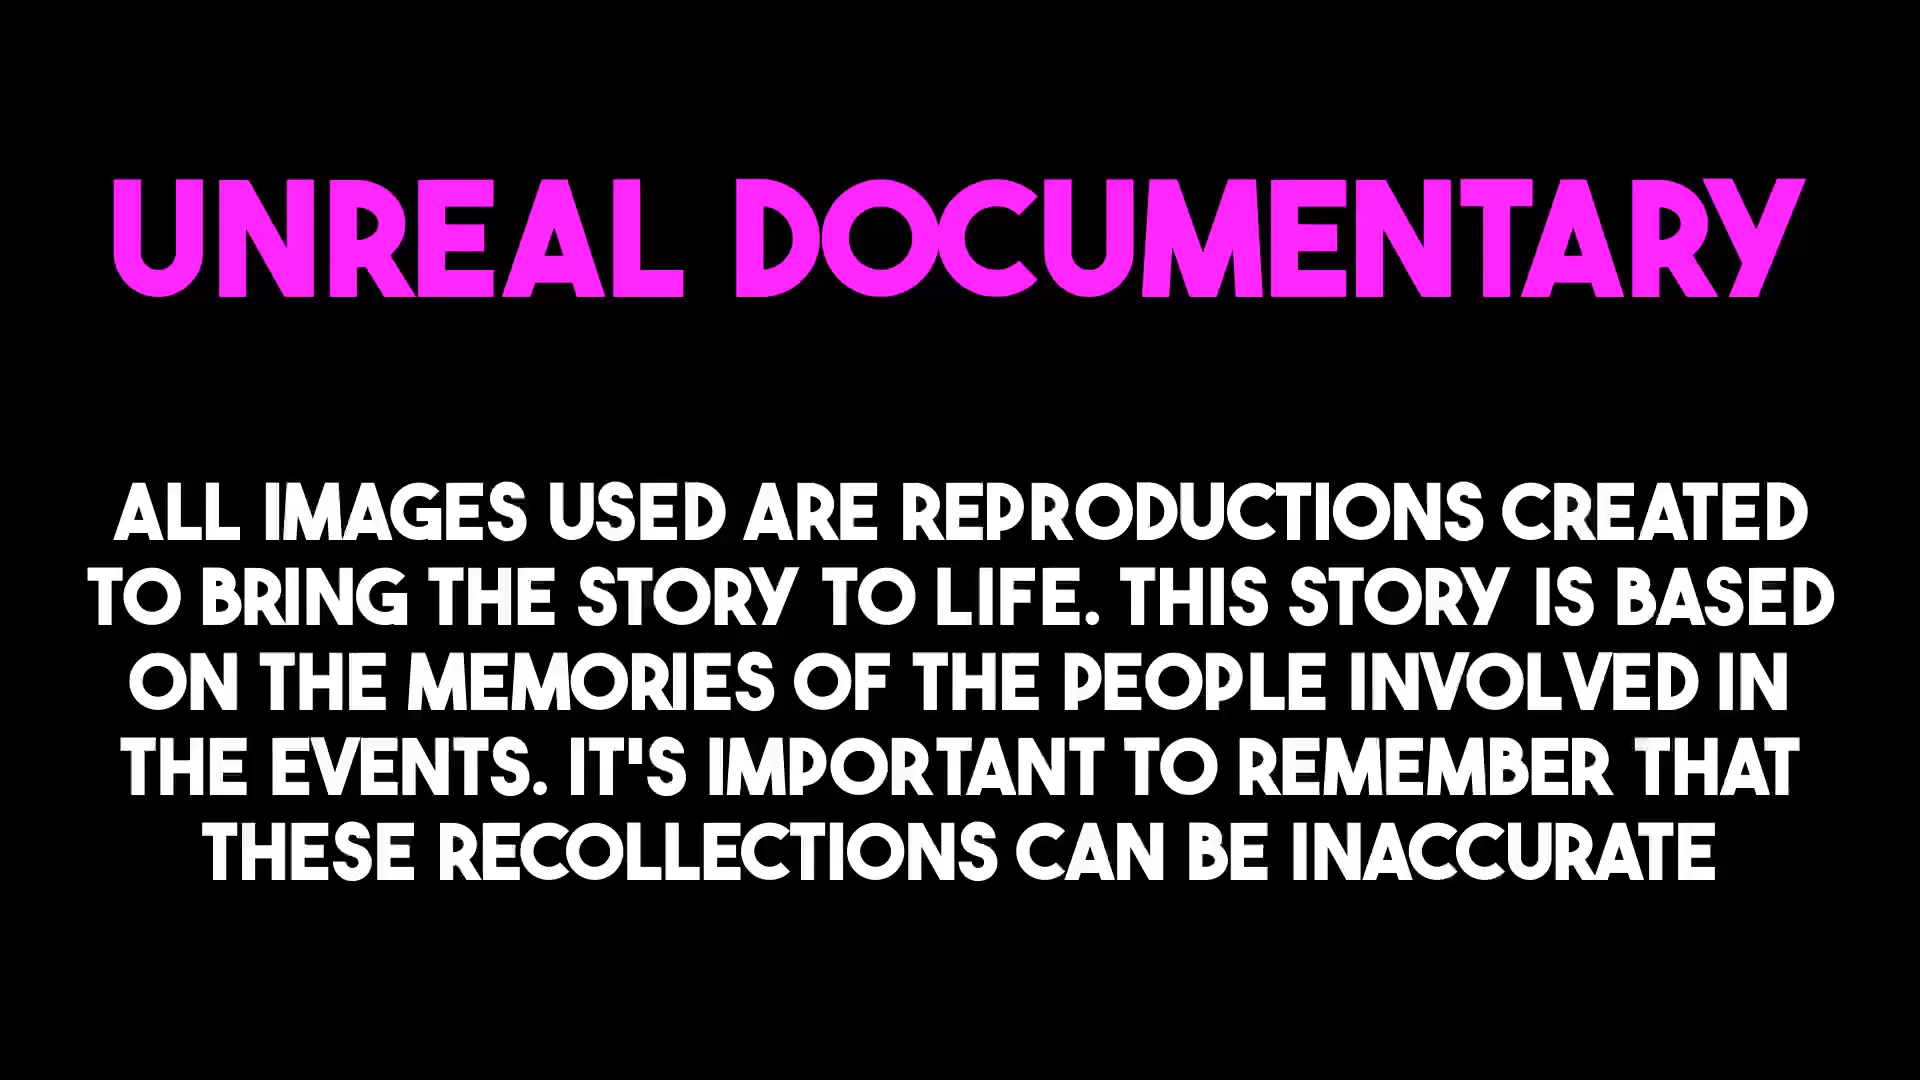 UNREAL DOCUMENTARY
ALL IMAGES USED ARE REPRODUCTIONS CREATED
TO BRING THE STORY TO LIFE. THIS STORY IS BASED
ON THE MEMORIES OF THE PEOPLE INVOLVED IN
THE EVENTS. IT'S IMPORTANT TO REMEMBER THAT
THESE RECOLLECTIONS CAN BE INACCURATE